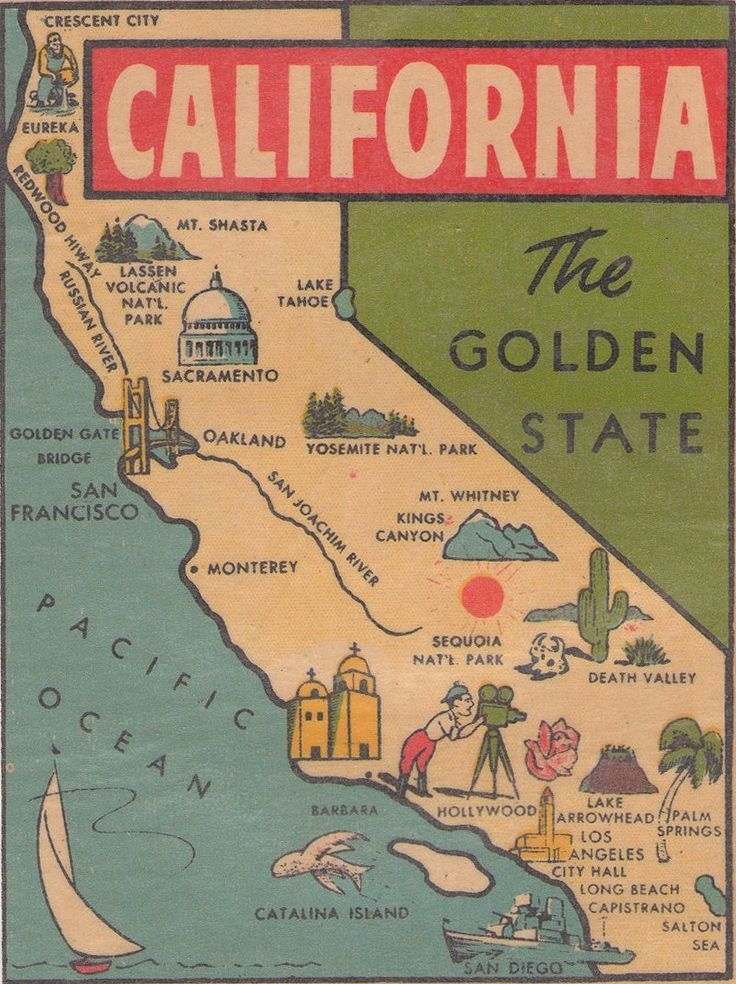 CRESCENT CITY
CALIFORNIA
EUREKA
REDWOOD HIWAY
MT. SHASTA
The
GOLDEN
STATE
LASSEN
VOLCANIC
NAT'L.
PARK
RUSSIAN RIVER
LAKE
TAHOE
SACRAMENTO
GOLDEN GATE
BRIDGE
OAKLAND
YOSEMITE NAT'L. PARK
SAN
FRANCISCO
SAN JOACHIM RIVER
MT. WHITNEY
KINGS
CANYON
MONTEREY
PACIFIC
OCEAN
SEQUOIA
NAT'L. PARK
DEATH VALLEY
BARBARA
HOLLYWOOD
LAKE
ARROWHEAD
PALM
SPRINGS
LOS
ANGELES
CITY HALL
LONG BEACH
CAPISTRANO
CATALINA ISLAND
SALTON
SEA
SAN DIEGO